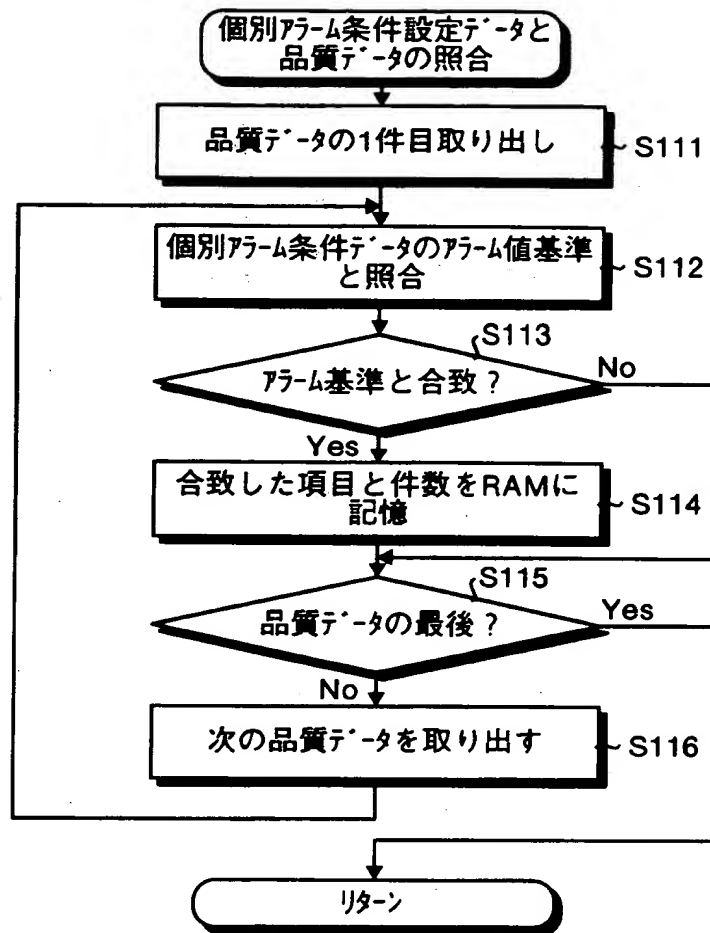 個別ｱﾗｰﾑ条件設定ﾃﾞｰﾀと
品質ﾃﾞｰﾀの照合
品質ﾃﾞｰﾀの1件目取り出し
S111
個別ｱﾗｰﾑ条件ﾃﾞｰﾀのｱﾗｰﾑ値基準
と照合
S112
S113
ｱﾗｰﾑ基準と合致?
No
Yes
合致した項目と件数をRAMに
記憶
S114
S115
品質ﾃﾞｰﾀの最後?
Yes
No
次の品質ﾃﾞｰﾀを取り出す
S116
ﾘﾀｰﾝ